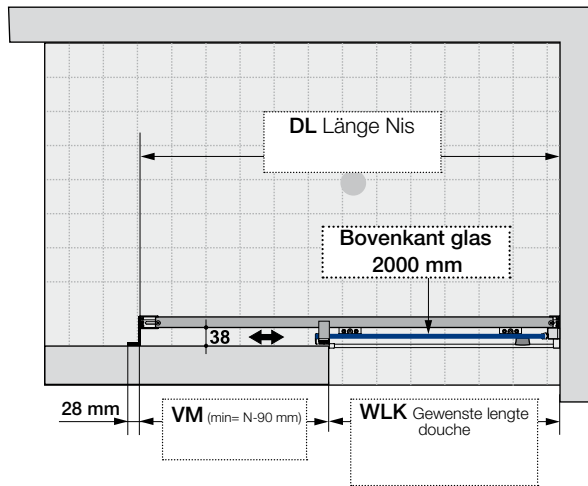 DL Länge Nis
Bovenkant glas
2000 mm
38
28 mm
VM (min= N-90 mm)
WLK Gewenste lengte
douche